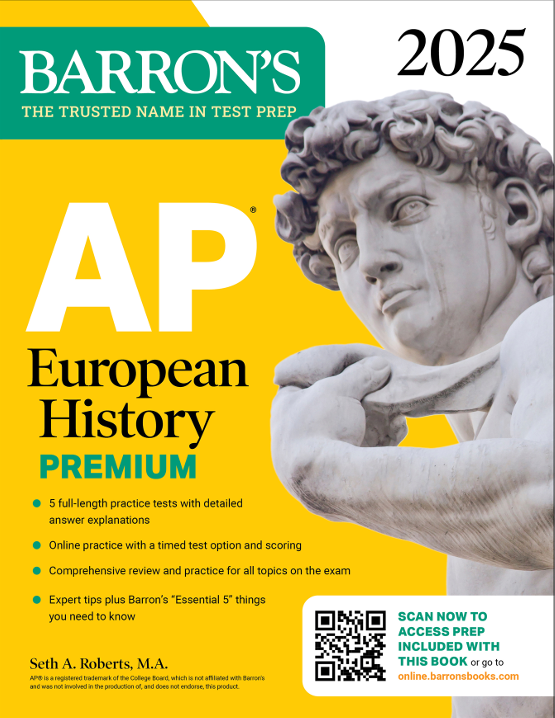 BARRON'S
THE TRUSTED NAME IN TEST PREP
2025
AP®
European
History
PREMIUM
5 full-length practice tests with detailed
answer explanations
Online practice with a timed test option and scoring
Comprehensive review and practice for all topics on the exam
Expert tips plus Barron's “Essential 5” things
you need to know
Seth A. Roberts, M.A.
AP® is a registered trademark of the College Board, which is not affiliated with Barron's
and was not involved in the production of, and does not endorse, this product.
SCAN NOW TO
ACCESS PREP
INCLUDED WITH
THIS BOOK or go to
online.barronsbooks.com